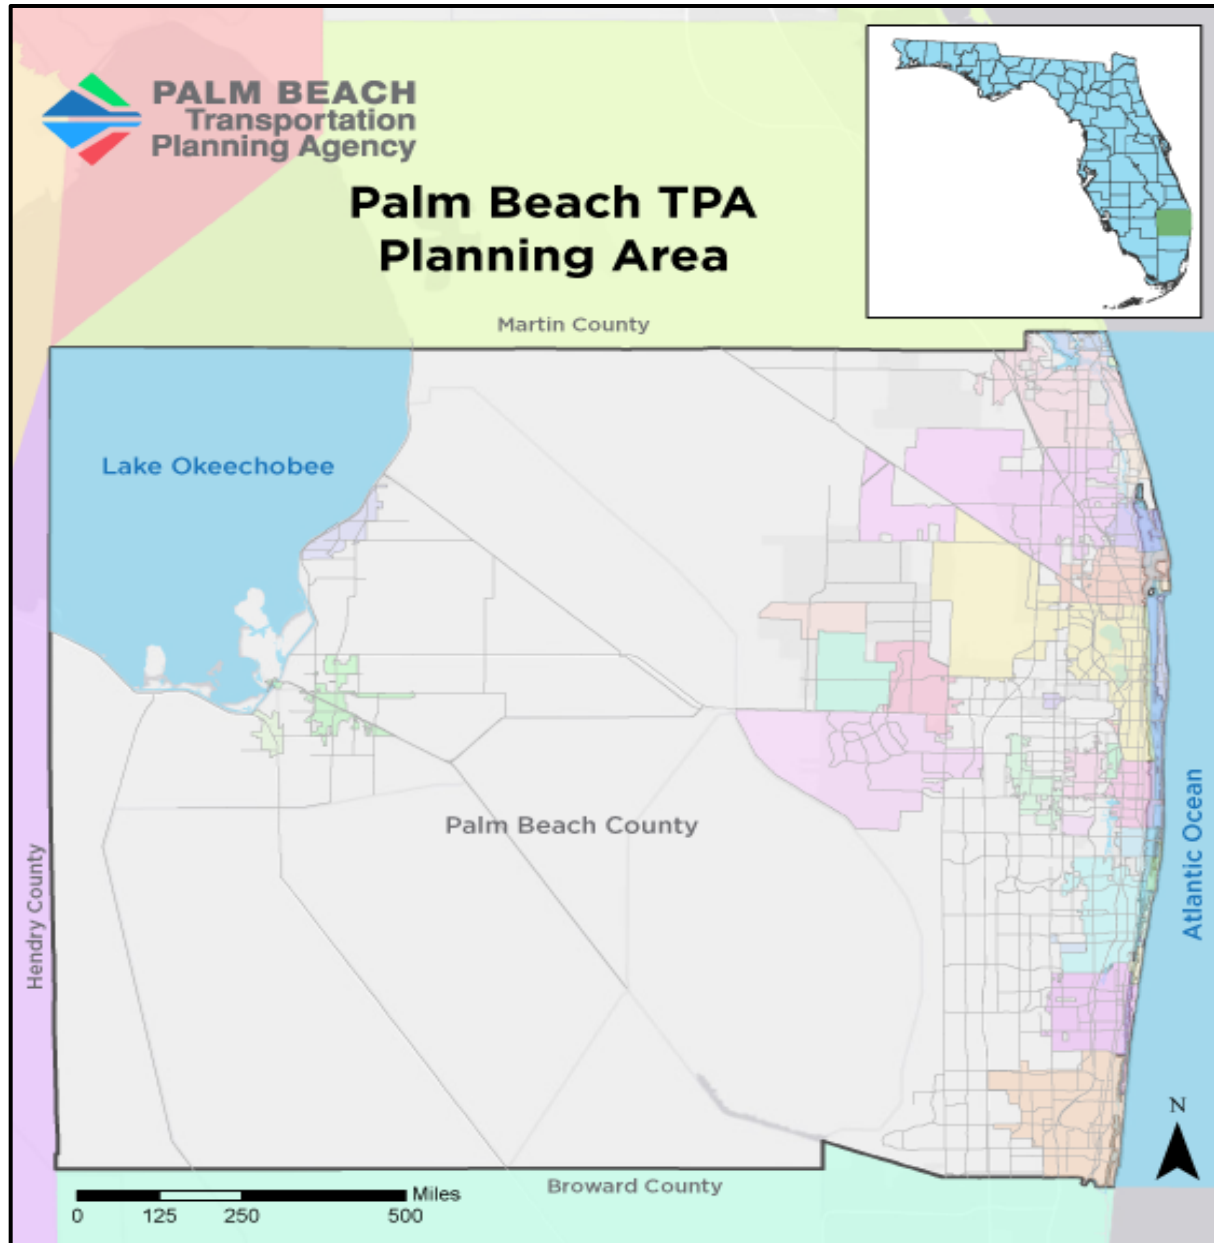 PALM BEACH
Transportation
Planning Agency
Palm Beach TPA
Planning Area
Martin County
Lake Okeechobee
Palm Beach County
Hendry County
Atlantic Ocean
N
Broward County
Miles
0 125 250 500